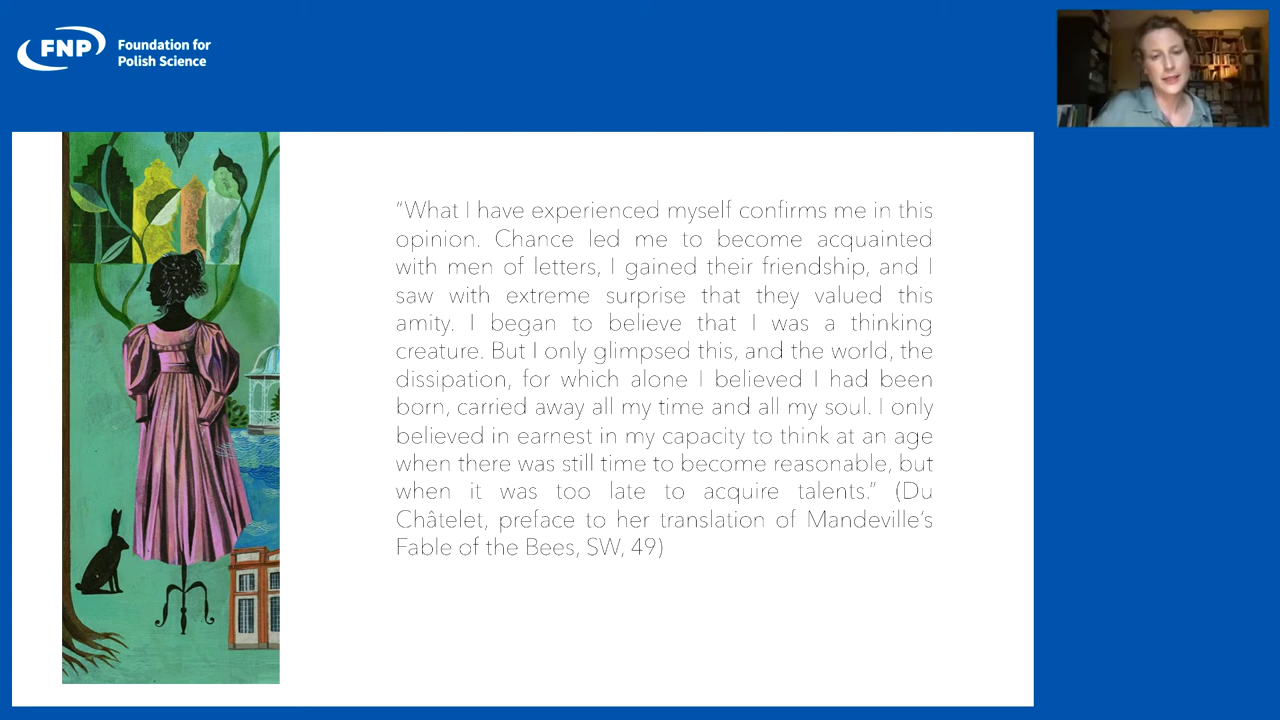 FNP
Foundation for
Polish Science
“What I have experienced myself confirms me in this
opinion. Chance led me to become acquainted
with men of letters, I gained their friendship, and I
saw with extreme surprise that they valued this
amity. I began to believe that I was a thinking
creature. But I only glimpsed this, and the world, the
dissipation, for which alone I believed I had been
born, carried away all my time and all my soul. I only
believed in earnest in my capacity to think at an age
when there was still time to become reasonable, but
when it was too late to acquire talents.” (Du
Châtelet, preface to her translation of Mandeville’s
Fable of the Bees, SW, 49)